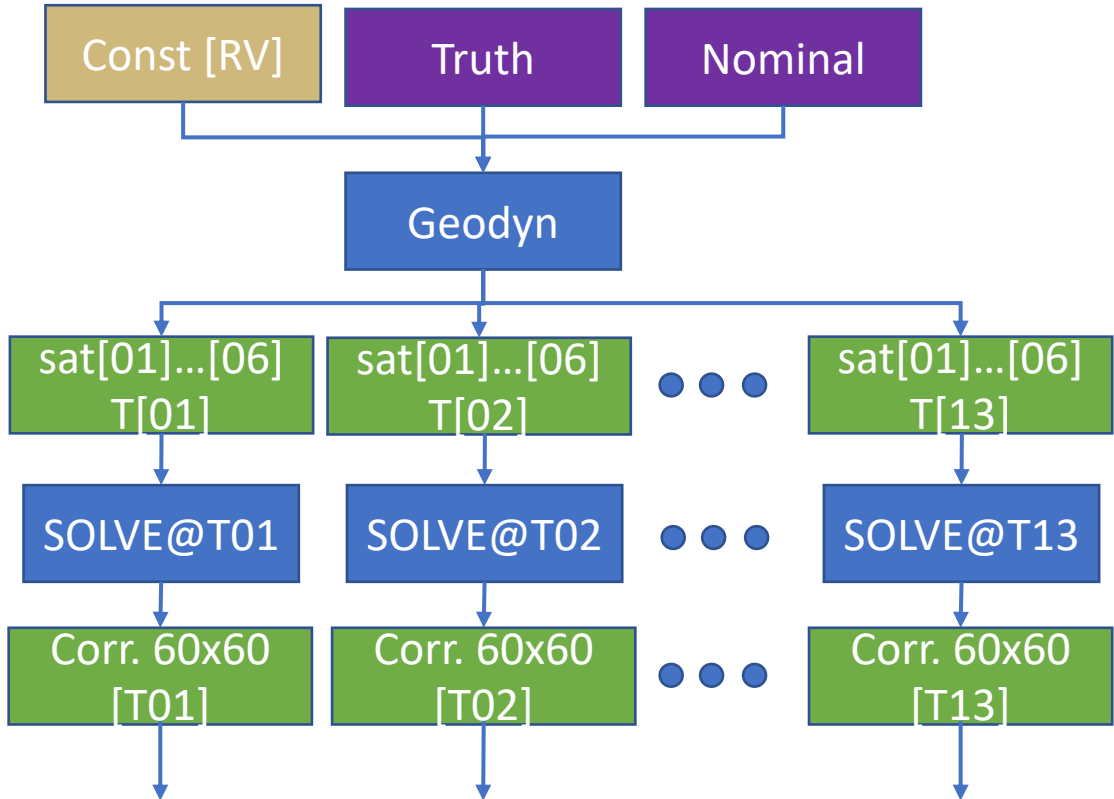 Const [RV]
Truth
Nominal
Geodyn
sat[01]...[06]
T[01]
sat[01]...[06]
T[02]
sat[01]...[06]
T[13]
SOLVE@T01
SOLVE@T02
SOLVE@T13
Corr. 60x60
[T01]
Corr. 60x60
[T02]
Corr. 60x60
[T13]